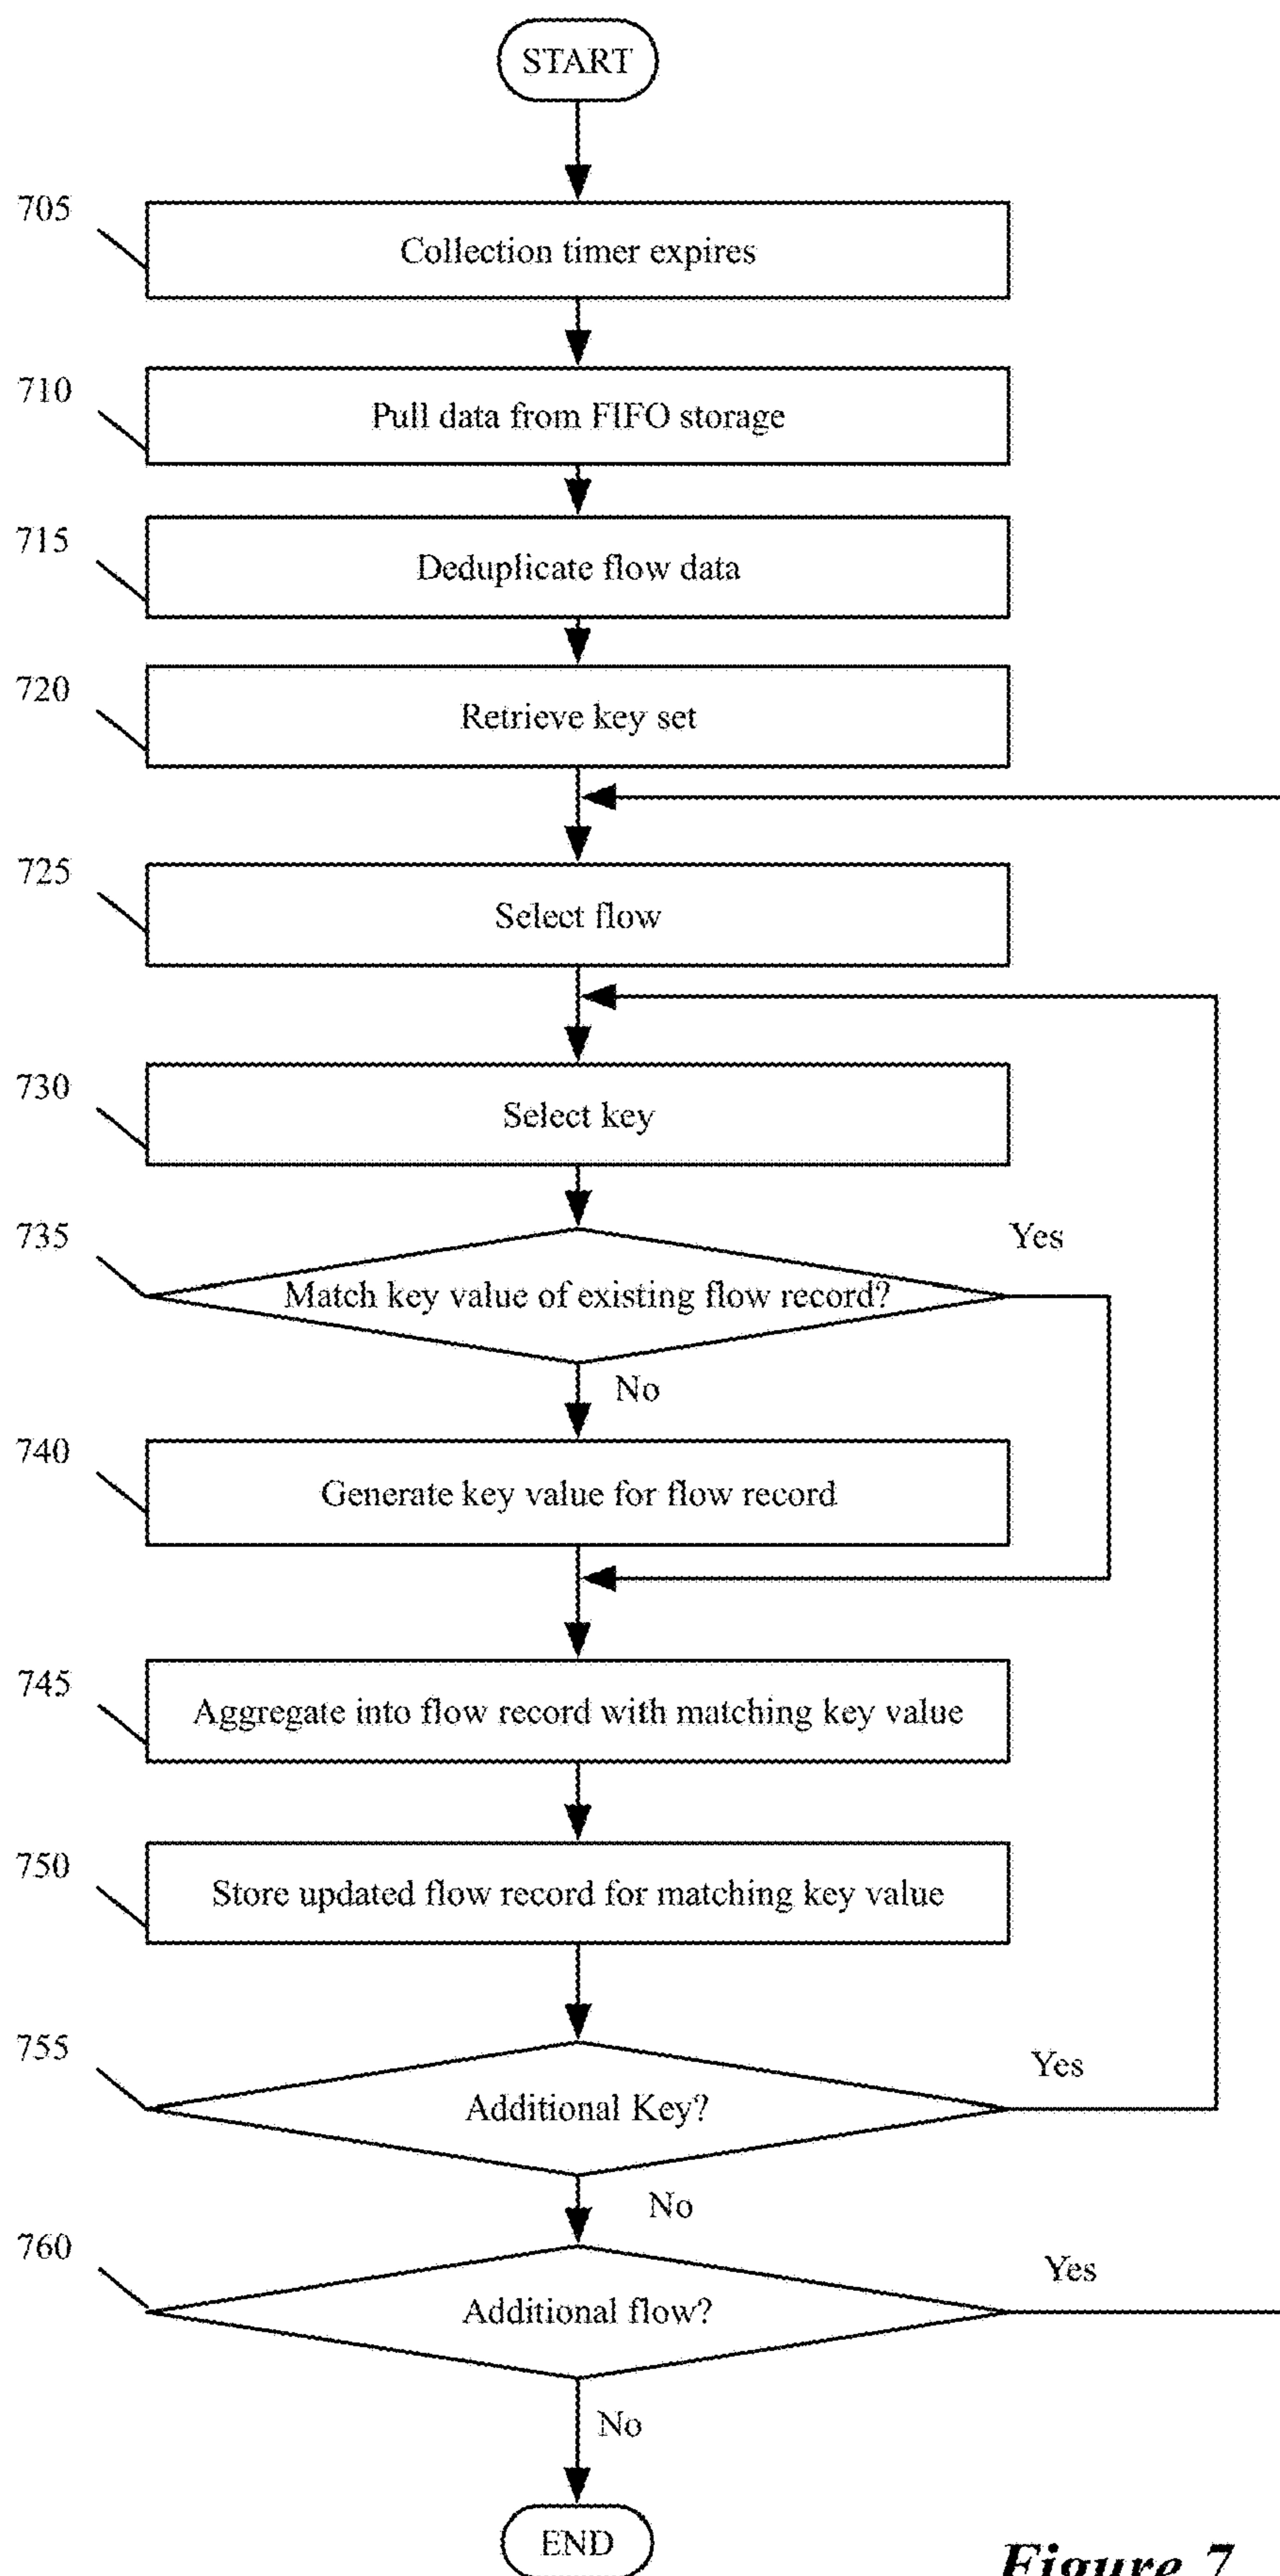 START
705
Collection timer expires
710
Pull data from FIFO storage
715
Deduplicate flow data
720
Retrieve key set
725
Select flow
730
Select key
735
Yes
Match key value of existing flow record?
No
740
Generate key value for flow record
745
Aggregate into flow record with matching key value
750
Store updated flow record for matching key value
755
Yes
Additional Key?
No
760
Yes
Additional flow?
No
END
Figure 7